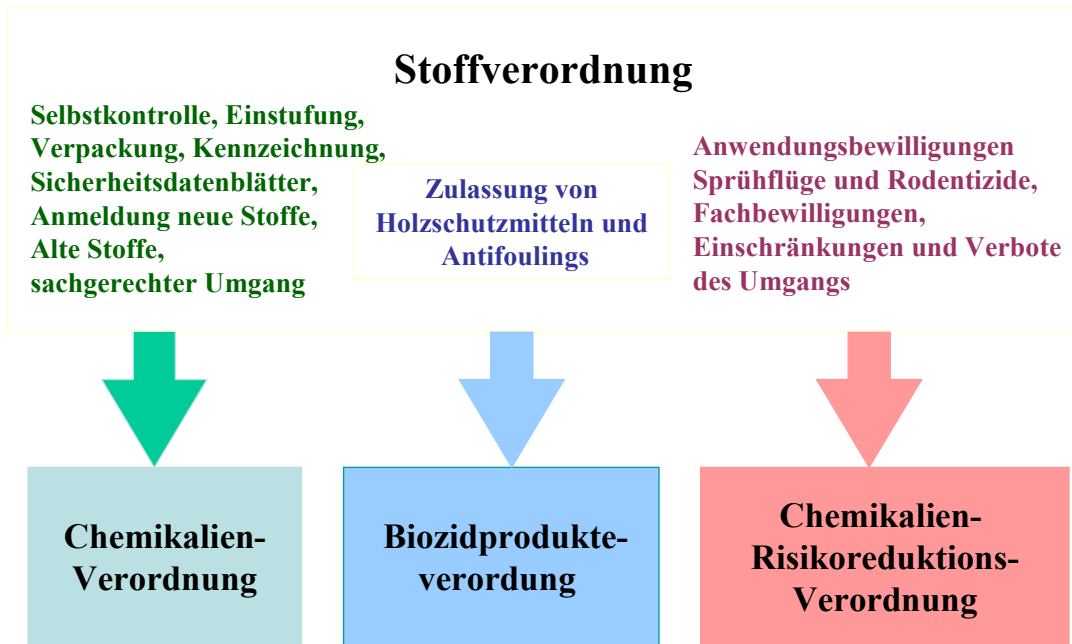 Stoffverordnung
Selbstkontrolle, Einstufung,
Verpackung, Kennzeichnung,
Sicherheitsdatenblätter,
Anmeldung neue Stoffe,
Alte Stoffe,
sachgerechter Umgang
Zulassung von
Holzschutzmitteln und
Antifoulings
Anwendungsbewilligungen
Sprühflüge und Rodentizide,
Fachbewilligungen,
Einschränkungen und Verbote
des Umgangs
Chemikalien-
Verordnung
Biozidprodukte-
verordung
Chemikalien-
Risikoreduktions-
Verordnung